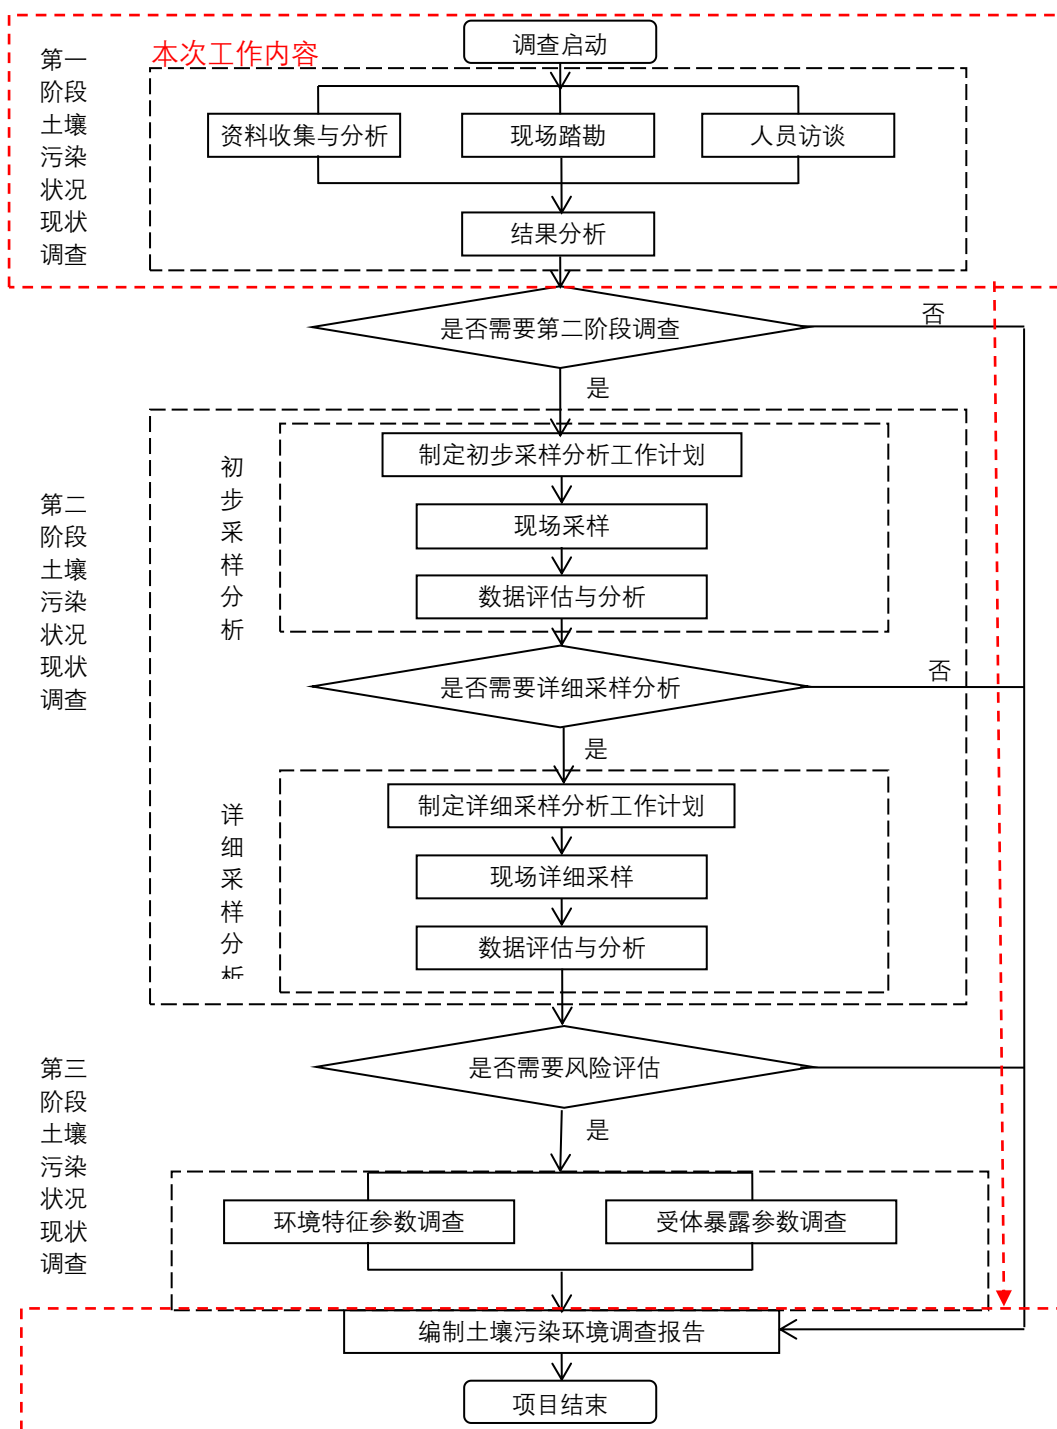 调查启动
本次工作内容
第一
阶段
土壤
污染
状况
现状
调查
资料收集与分析
现场踏勘
人员访谈
结果分析
是否需要第二阶段调查
否
是
第二
阶段
土壤
污染
状况
现状
调查
初
步
采
样
分
析
制定初步采样分析工作计划
现场采样
数据评估与分析
是否需要详细采样分析
否
是
详
细
采
样
分
析
制定详细采样分析工作计划
现场详细采样
数据评估与分析
是否需要风险评估
是
第三
阶段
土壤
污染
状况
现状
调查
环境特征参数调查
受体暴露参数调查
编制土壤污染环境调查报告
项目结束